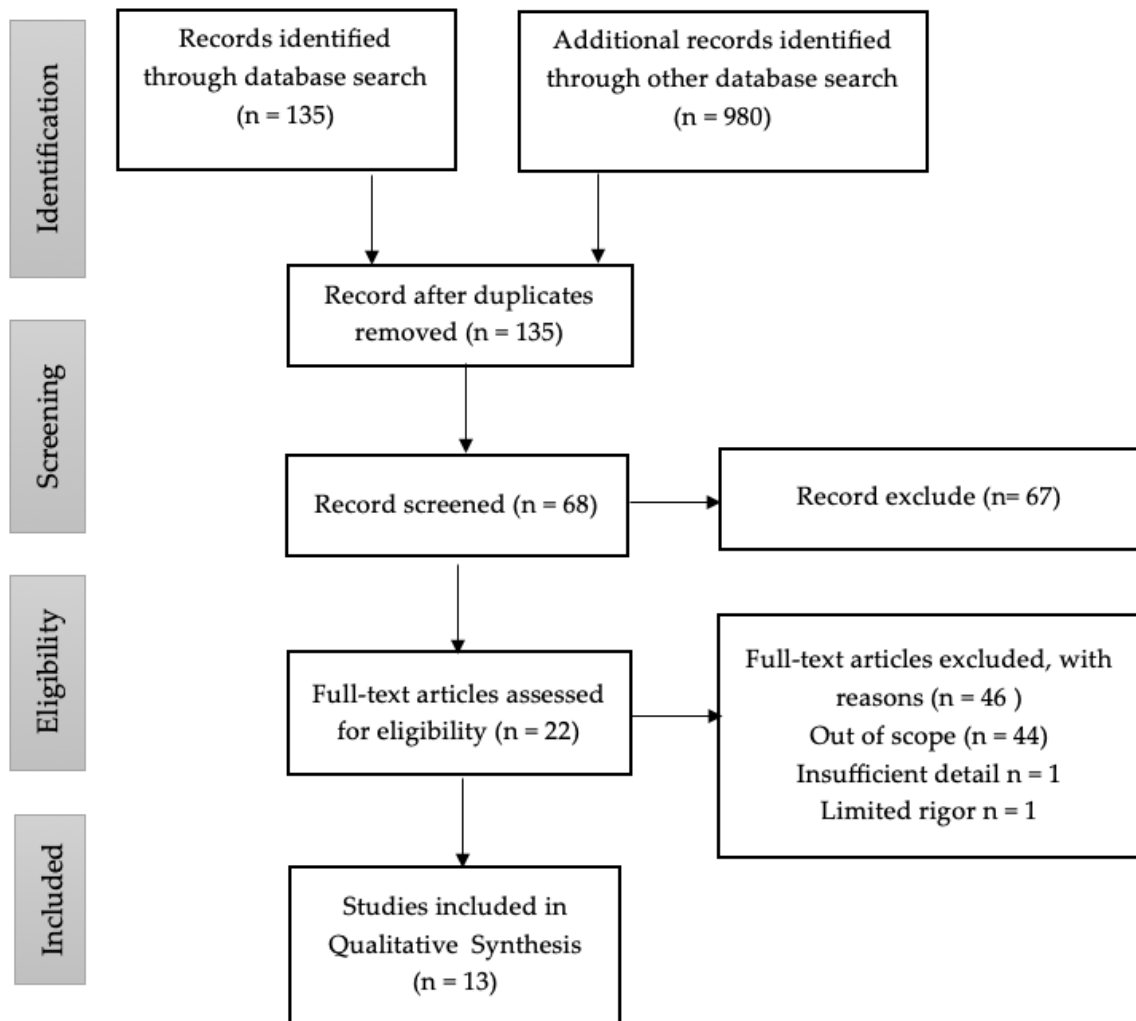 Identification
Records identified
through database search
(n = 135)
Additional records identified
through other database search
(n = 980)
Record after duplicates
removed (n = 135)
Screening
Record screened (n = 68)
Record exclude (n= 67)
Eligibility
Full-text articles assessed
for eligibility (n = 22)
Full-text articles excluded, with
reasons (n = 46 )
Out of scope (n = 44)
Insufficient detail n = 1
Limited rigor n = 1
Included
Studies included in
Qualitative Synthesis
(n = 13)